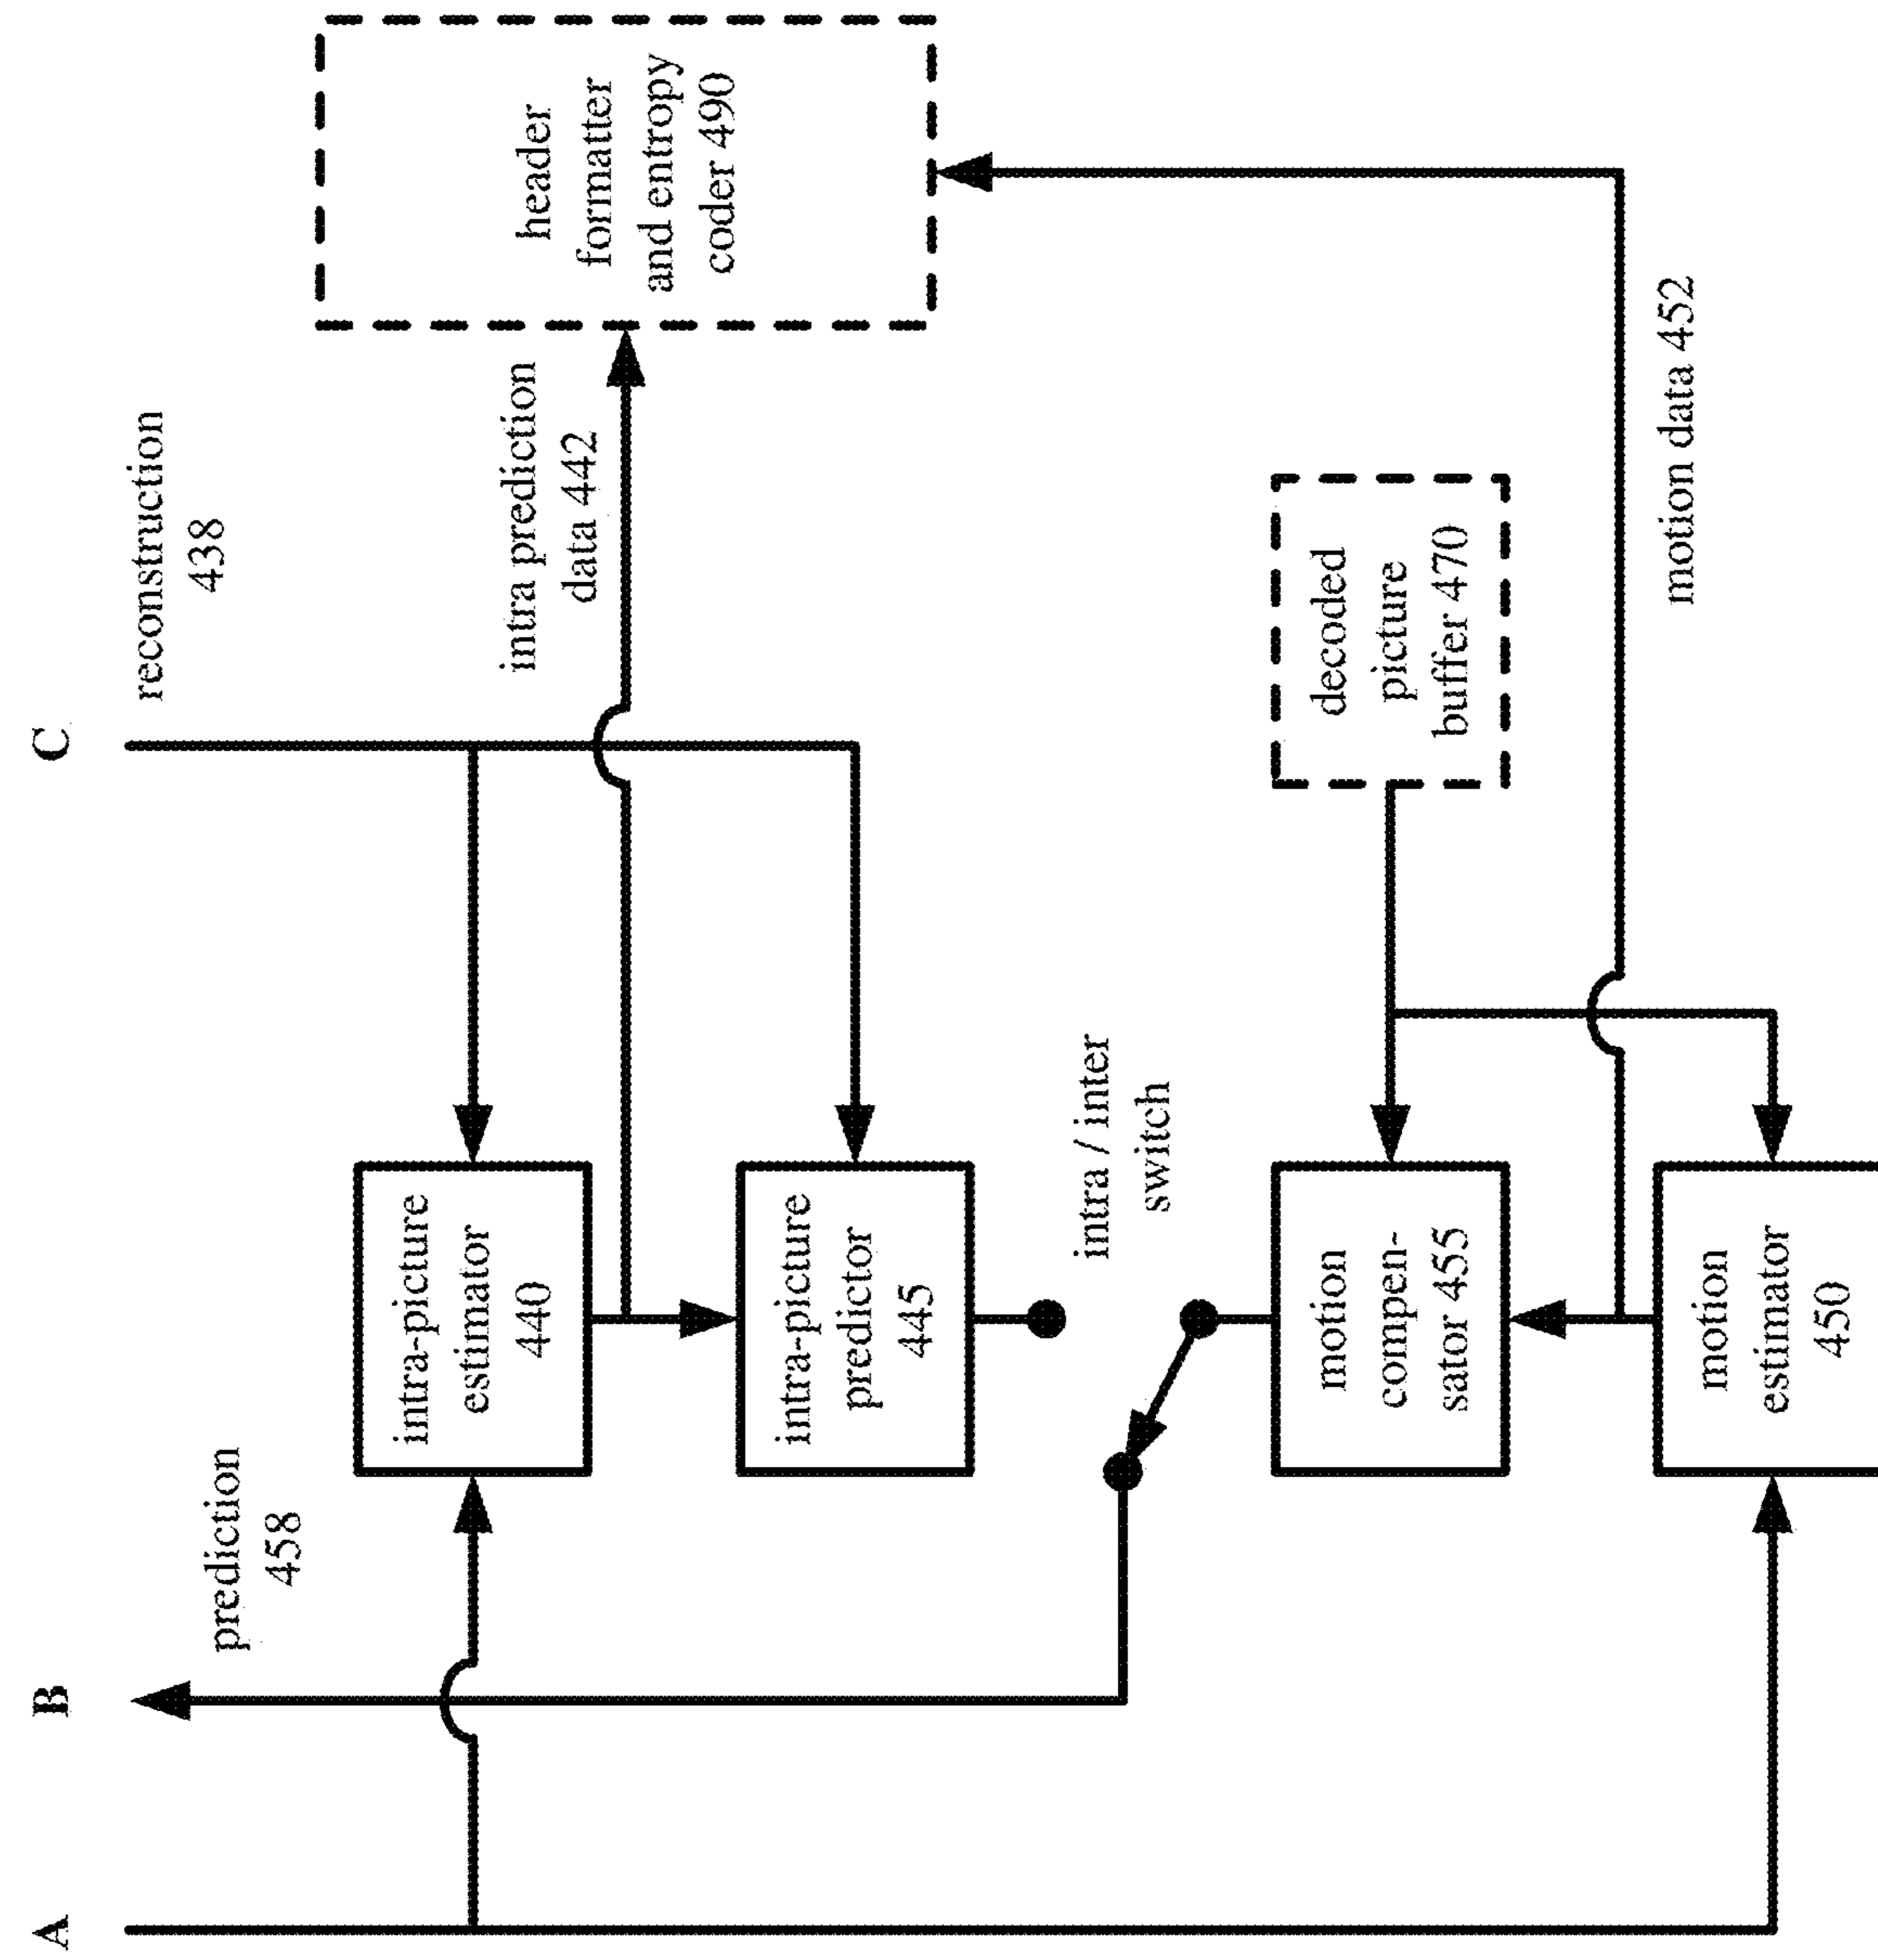 A
B
C
prediction
458
reconstruction
438
intra-picture
estimator
440
intra prediction
data 442
header
formatter
and entropy
coder 490
intra-picture
predictor
445
intra / inter
switch
motion
compen-
sator 455
decoded
picture
buffer 470
motion
estimator
450
motion data 452